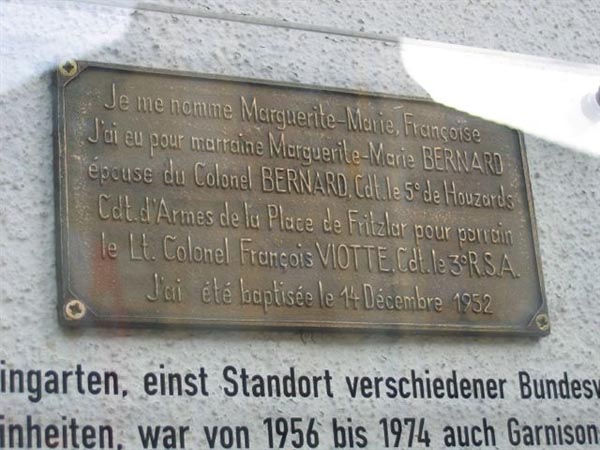 Je me nomme Marguerite-Marie, Françoise
J'ai eu pour marraine Marguerite-Marie BERNARD
épouse du Colonel BERNARD, Cdt. le 5° de Houzards
Cdt. d'Armes de la Place de Fritzlar pour parrain
le Lt. Colonel François VIOTTE, Cdt. le 3° R.S.A.
J'ai été baptisée le 14 Décembre 1952
ingarten, einst Standort verschiedener Bundesw
inheiten, war von 1956 bis 1974 auch Garnison